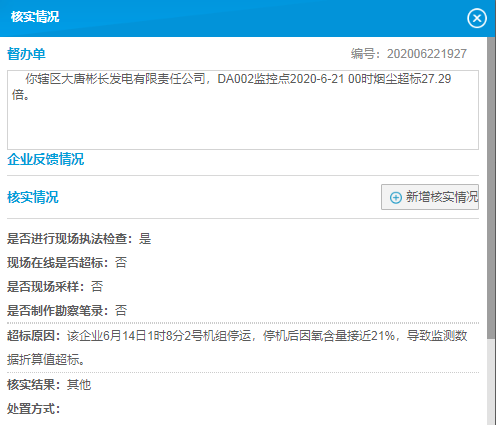 核实情况
督办单 编号：202006221927
你辖区大唐彬长发电有限责任公司，DA002监控点2020-6-21 00时烟尘超标27.29
倍。
企业反馈情况
核实情况 新增核实情况
是否进行现场执法检查：是
现场在线是否超标：否
是否现场采样：否
是否制作勘察笔录：否
超标原因：该企业6月14日1时8分2号机组停运，停机后因氧含量接近21%，导致监测数
据折算值超标。
核实结果：其他
处置方式：